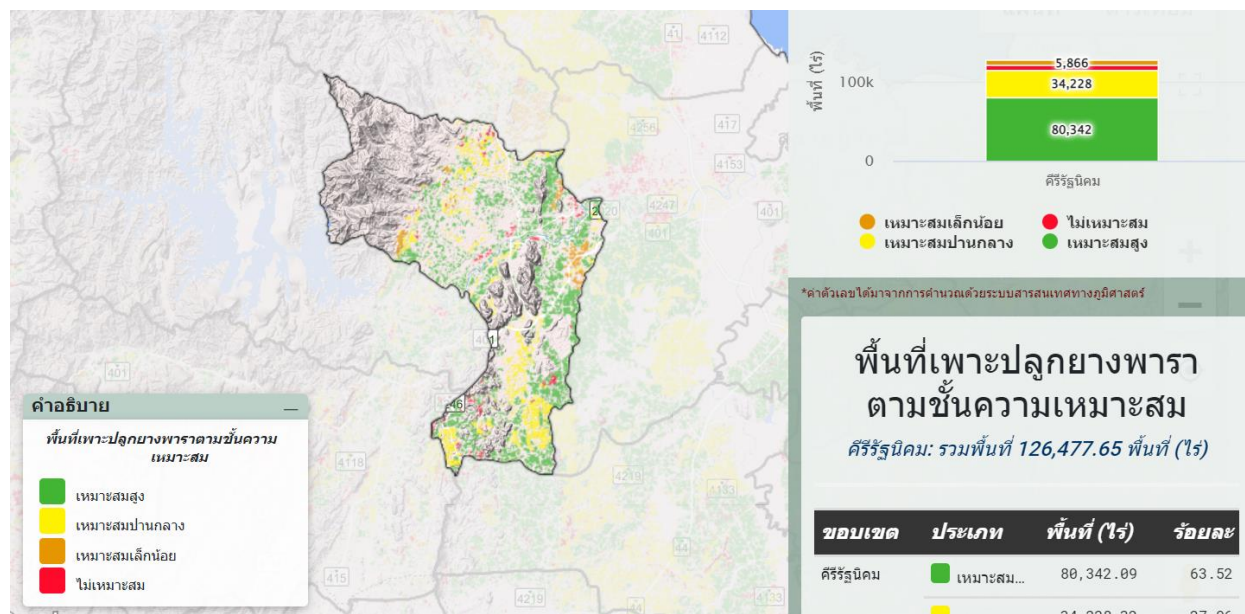 41
4112
417
4256
4153
4247
401
401
401
4118
4219
4133
44
44
415
4219
4133
คำอธิบาย
พื้นที่เพาะปลูกยางพาราตามชั้นความ
เหมาะสม
เหมาะสมสูง
เหมาะสมปานกลาง
เหมาะสมเล็กน้อย
ไม่เหมาะสม
พื้นที่ (ไร่)
100k
0
5,866
34,228
80,342
คีรีรัฐนิคม
เหมาะสมเล็กน้อย
ไม่เหมาะสม
เหมาะสมปานกลาง
เหมาะสมสูง
*ค่าตัวเลขได้มาจากการคำนวณด้วยระบบสารสนเทศทางภูมิศาสตร์
พื้นที่เพาะปลูกยางพารา
ตามชั้นความเหมาะสม
คีรีรัฐนิคม: รวมพื้นที่ 126,477.65 พื้นที่ (ไร่)
ขอบเขต ประเภท พื้นที่ (ไร่) ร้อยละ
คีรีรัฐนิคม เหมาะสม... 80,342.09 63.52